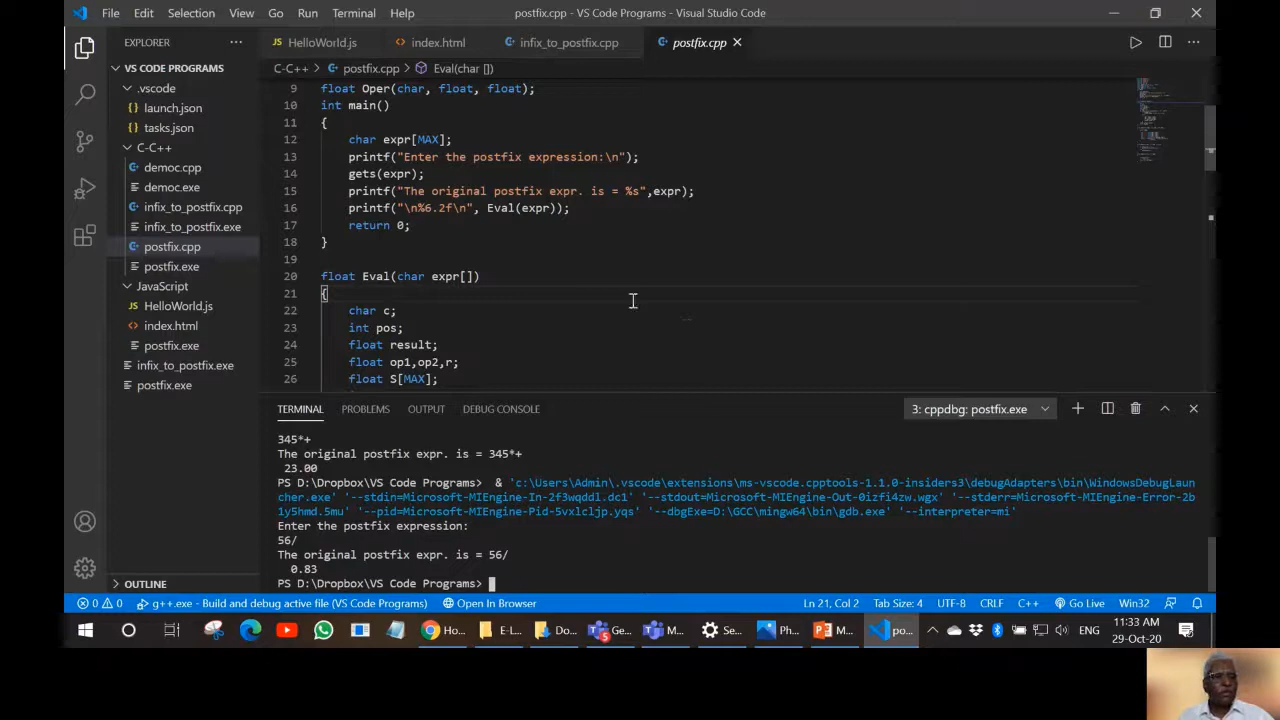 File Edit Selection View Go Run Terminal Help
postfix.cpp - VS Code Programs - Visual Studio Code
EXPLORER
VS CODE PROGRAMS
.vscode
launch.json
tasks.json
C-C++
democ.cpp
democ.exe
infix_to_postfix.cpp
infix_to_postfix.exe
postfix.cpp
postfix.exe
JavaScript
HelloWorld.js
index.html
postfix.exe
infix_to_postfix.exe
postfix.exe
OUTLINE
HelloWorld.js index.html infix_to_postfix.cpp postfix.cpp
C-C++ > postfix.cpp > Eval(char [])
9 float Oper(char, float, float);
10 int main()
11 {
12 char expr[MAX];
13 printf("Enter the postfix expression:\n");
14 gets(expr);
15 printf("The original postfix expr. is = %s",expr);
16 printf("\n%6.2f\n", Eval(expr));
17 return 0;
18 }
19
20 float Eval(char expr[])
21 {
22 char c;
23 int pos;
24 float result;
25 float op1,op2,r;
26 float S[MAX];
TERMINAL PROBLEMS OUTPUT DEBUG CONSOLE
3: cppdbg: postfix.exe
345*+
The original postfix expr. is = 345*+
23.00
PS D:\Dropbox\VS Code Programs> & 'c:\Users\Admin\.vscode\extensions\ms-vscode.cpptools-1.1.0-insiders3\debugAdapters\bin\WindowsDebugLaun
cher.exe' '--stdin=Microsoft-MIEngine-In-2f3wqddl.dc1' '--stdout=Microsoft-MIEngine-Out-0izfi4zw.wgx' '--stderr=Microsoft-MIEngine-Error-2b
1y5hmd.5mu' '--pid=Microsoft-MIEngine-Pid-5vxlcljp.yqs' '--dbgExe=D:\GCC\mingw64\bin\gdb.exe' '--interpreter=mi'
Enter the postfix expression:
56/
The original postfix expr. is = 56/
0.83
PS D:\Dropbox\VS Code Programs>
0 0 g++.exe - Build and debug active file (VS Code Programs) Open In Browser
Ln 21, Col 2 Tab Size: 4 UTF-8 CRLF C++ Go Live Win32
Ho... E-L... Do... 5 Ge... M... Se... Ph... M... po...
ENG
11:33 AM
29-Oct-20